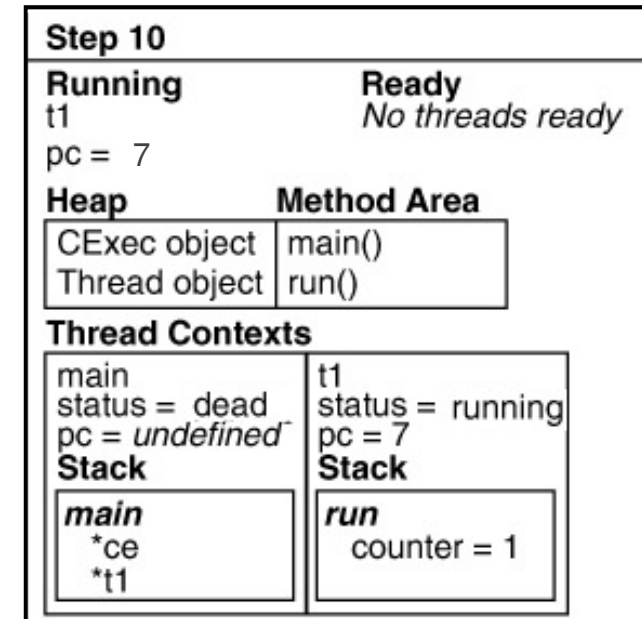 Step 10
Running Ready
t1 No threads ready
pc = 7
Heap Method Area
CExec object main()
Thread object run()
Thread Contexts
main t1
status = dead status = running
pc = undefined pc = 7
Stack Stack
main run
*ce counter = 1
*t1